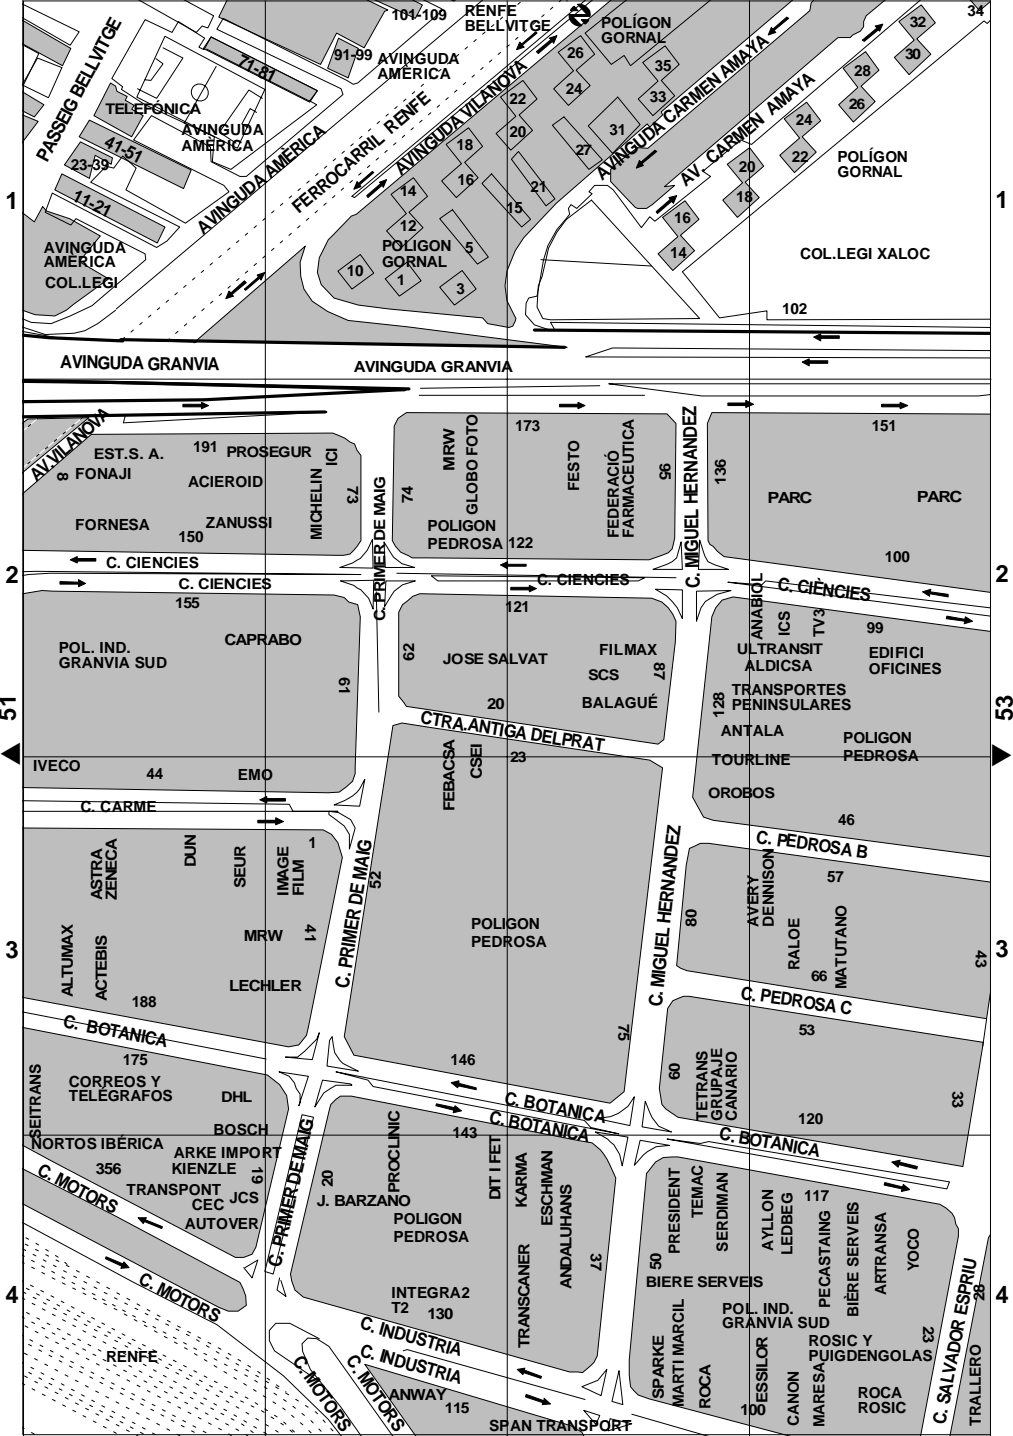 101-109
RENFE
BELLVITGE
N
POLÍGON
GORNAL
34
PASSEIG BELLVITGE
91-99
AVINGUDA
AMÈRICA
71-81
TELEFÓNICA
AVINGUDA
AMÈRICA
41-51
23-39
11-21
AVINGUDA
AMÈRICA
COL.LEGI
AVINGUDA AMÈRICA
FERROCARRIL RENFE
AVINGUDA VILANOVA
26
24
22
20
18
16
14
12
10
1
3
5
15
21
27
31
33
35
POLIGON
GORNAL
AVINGUDA CARMEN AMAYA
AV. CARMEN AMAYA
32
30
28
26
24
22
20
18
16
14
POLÍGON
GORNAL
COL.LEGI XALOC
102
1
1
AVINGUDA GRANVIA
AVINGUDA GRANVIA
AV.VILANOVA
8
EST.S. A.
FONAJI
191
PROSEGUR
ICI
ACIEROID
MICHELIN
73
FORNESA
ZANUSSI
150
74
MRW
GLOBO FOTO
173
FESTO
FEDERACIÓ
FARMACEUTICA
95
POLIGON
PEDROSA
122
136
151
PARC
PARC
100
C. PRIMER DE MAIG
C. MIGUEL HERNANDEZ
C. CIENCIES
C. CIENCIES
C. CIENCIES
C. CIÈNCIES
2
2
155
POL. IND.
GRANVIA SUD
CAPRABO
61
62
121
JOSE SALVAT
FILMAX
SCS
BALAGUÉ
87
20
CTRA.ANTIGA DELPRAT
ANABIOL
ICS
TV3
99
ULTRANSIT
ALDICSA
EDIFICI
OFICINES
128
TRANSPORTES
PENINSULARES
ANTALA
TOURLINE
POLIGON
PEDROSA
OROBOS
46
51
53
IVECO
44
EMO
C. CARME
FEBACSA
CSEI
23
C. PEDROSA B
ASTRA
ZENECA
DUN
SEUR
IMAGE
FILM
1
ALTUMAX
ACTEBIS
MRW
41
LECHLER
188
C. PRIMER DE MAIG
52
POLIGON
PEDROSA
C. MIGUEL HERNANDEZ
75
146
80
AVERY
DENNISON
57
RALOE
MATUTANO
66
43
3
3
C. PEDROSA C
53
69
TETRANS
GRUPAJE
CANARIO
120
33
C. BOTANICA
C. BOTANICA
C. BOTANICA
C. BOTANICA
175
SEITRANS
CORREOS Y
TELÉGRAFOS
DHL
BOSCH
NORTOS IBÉRICA
ARKE IMPORT
356
KIENZLE
TRANSPONT
CEC
JCS
19
AUTOVER
C. MOTORS
C. MOTORS
C. MOTORS
C. MOTORS
RENFE
C. PRIMER DE MAIG
20
J. BARZANO
PROCLINIC
143
DIT I FET
KARMA
ESCHMAN
ANDALUHANS
37
POLIGON
PEDROSA
INTEGRA2
T2
130
TRANSCANER
C. INDUSTRIA
C. INDUSTRIA
ANWAY
115
SPAN TRANSPORT
50
PRESIDENT
TEMAC
SERDIMAN
AYLLON
LEDBEG
117
PECASTAING
BIÈRE SERVEIS
ARTRANSA
YOCO
BIERE SERVEIS
POL. IND.
GRANVIA SUD
SPARKE
MARTI MARCIL
ROCA
ESSILOR
100
CANON
MARESA
ROSIC Y
PUIGDENGOLAS
ROCA
ROSIC
23
C. SALVADOR ESPRIU
28
TRALLERO
4
4